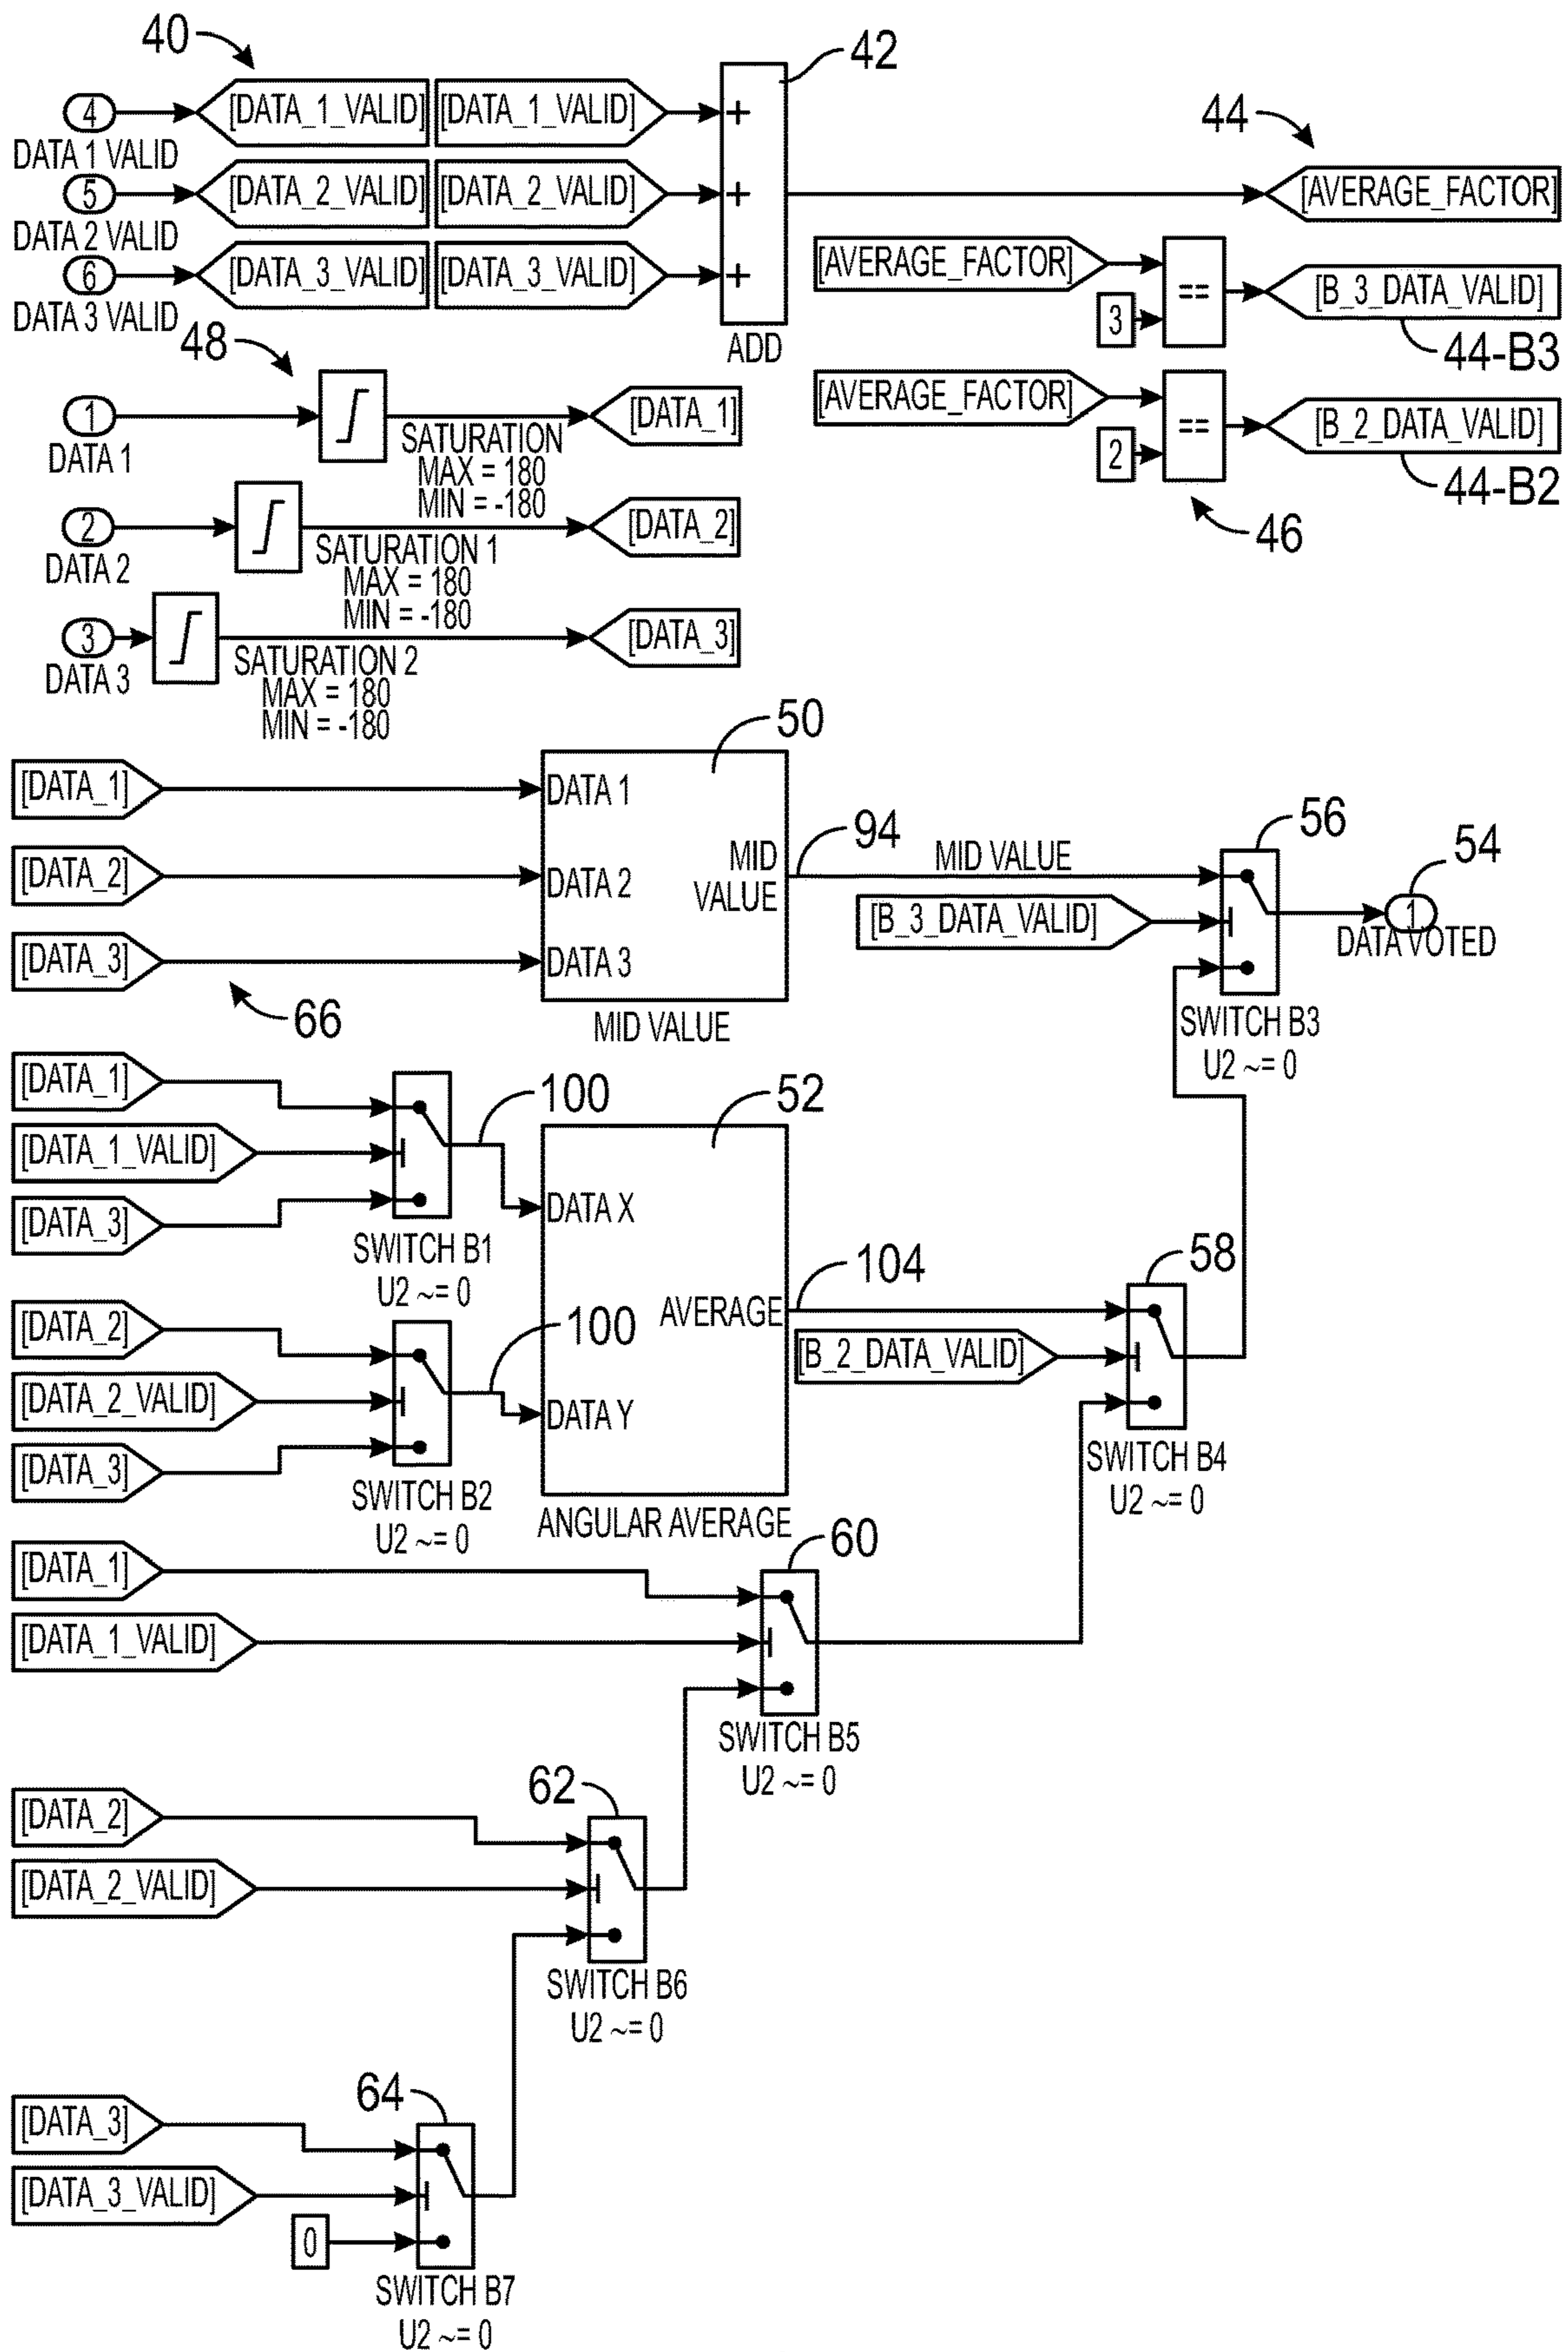 40
42
4
[DATA_1_VALID]
[DATA_1_VALID]
+
DATA 1 VALID
44
5
[DATA_2_VALID]
[DATA_2_VALID]
+
[AVERAGE_FACTOR]
DATA 2 VALID
6
[DATA_3_VALID]
[DATA_3_VALID]
+
[AVERAGE_FACTOR]
==
[B_3_DATA_VALID]
DATA 3 VALID
3
ADD
44-B3
48
1
[DATA_1]
[AVERAGE_FACTOR]
==
[B_2_DATA_VALID]
DATA 1
SATURATION
MAX = 180
MIN = -180
2
44-B2
46
2
[DATA_2]
DATA 2
SATURATION 1
MAX = 180
MIN = -180
3
[DATA_3]
DATA 3
SATURATION 2
MAX = 180
MIN = -180
50
[DATA_1]
DATA 1
56
94
54
[DATA_2]
DATA 2
MID
VALUE
MID VALUE
[B_3_DATA_VALID]
1
DATA VOTED
[DATA_3]
DATA 3
66
MID VALUE
SWITCH B3
U2 ~= 0
[DATA_1]
100
52
[DATA_1_VALID]
[DATA_3]
DATA X
SWITCH B1
U2 ~= 0
104
58
[DATA_2]
100
AVERAGE
[B_2_DATA_VALID]
[DATA_2_VALID]
DATA Y
[DATA_3]
SWITCH B2
U2 ~= 0
ANGULAR AVERAGE
SWITCH B4
U2 ~= 0
60
[DATA_1]
[DATA_1_VALID]
SWITCH B5
U2 ~= 0
62
[DATA_2]
[DATA_2_VALID]
SWITCH B6
U2 ~= 0
64
[DATA_3]
[DATA_3_VALID]
0
SWITCH B7
U2 ~= 0